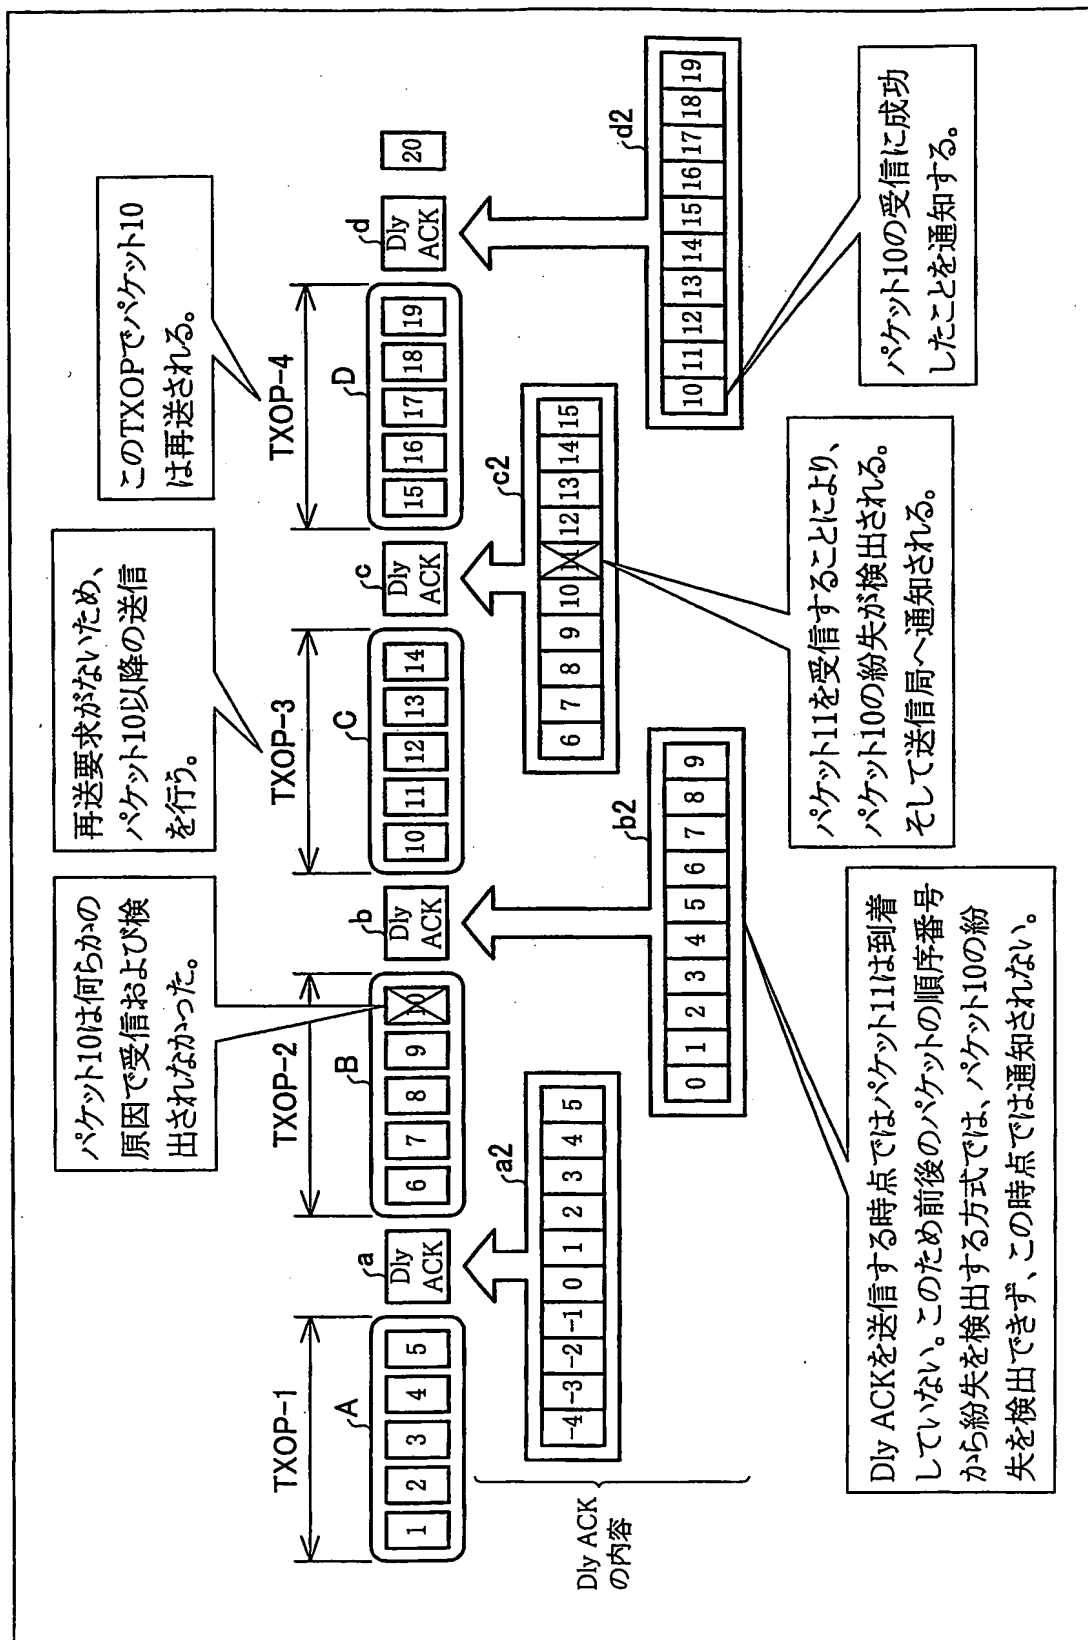 パケット10は何らかの
原因で受信および検
出されなかった。
再送要求がないため、
パケット10以降の送信
を行う。
このTXOPでパケット10
は再送される。
TXOP-1
TXOP-2
TXOP-3
TXOP-4
A
B
C
D
1 2 3 4 5
a
Dly
ACK
6 7 8 9 10
b
Dly
ACK
10 11 12 13 14
c
Dly
ACK
15 16 17 18 19
d
Dly
ACK
20
Dly ACK
の内容
a2
-4 -3 -2 -1 0 1 2 3 4 5
b2
0 1 2 3 4 5 6 7 8 9
c2
6 7 8 9 10 11 12 13 14 15
d2
10 11 12 13 14 15 16 17 18 19
Dly ACKを送信する時点ではパケット11は到着
していない。このため前後のパケットの順序番号
から紛失を検出する方式では、パケット10の紛
失を検出できず、この時点では通知されない。
パケット11を受信することにより、
パケット10の紛失が検出される。
そして送信局へ通知される。
パケット10の受信に成功
したことを通知する。